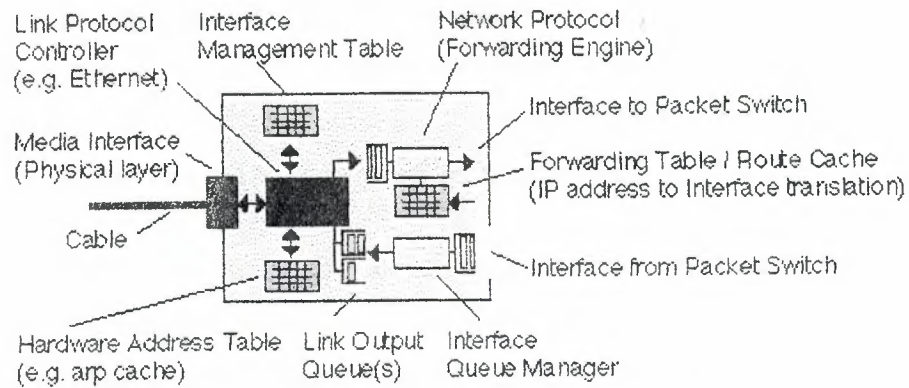 Link Protocol
Controller
(e.g. Ethernet)
Interface
Management Table
Network Protocol
(Forwarding Engine)
Media Interface
(Physical layer)
Interface to Packet Switch
Forwarding Table / Route Cache
(IP address to Interface translation)
Cable
Interface from Packet Switch
Hardware Address Table
(e.g. arp cache)
Link Output
Queue(s)
Interface
Queue Manager